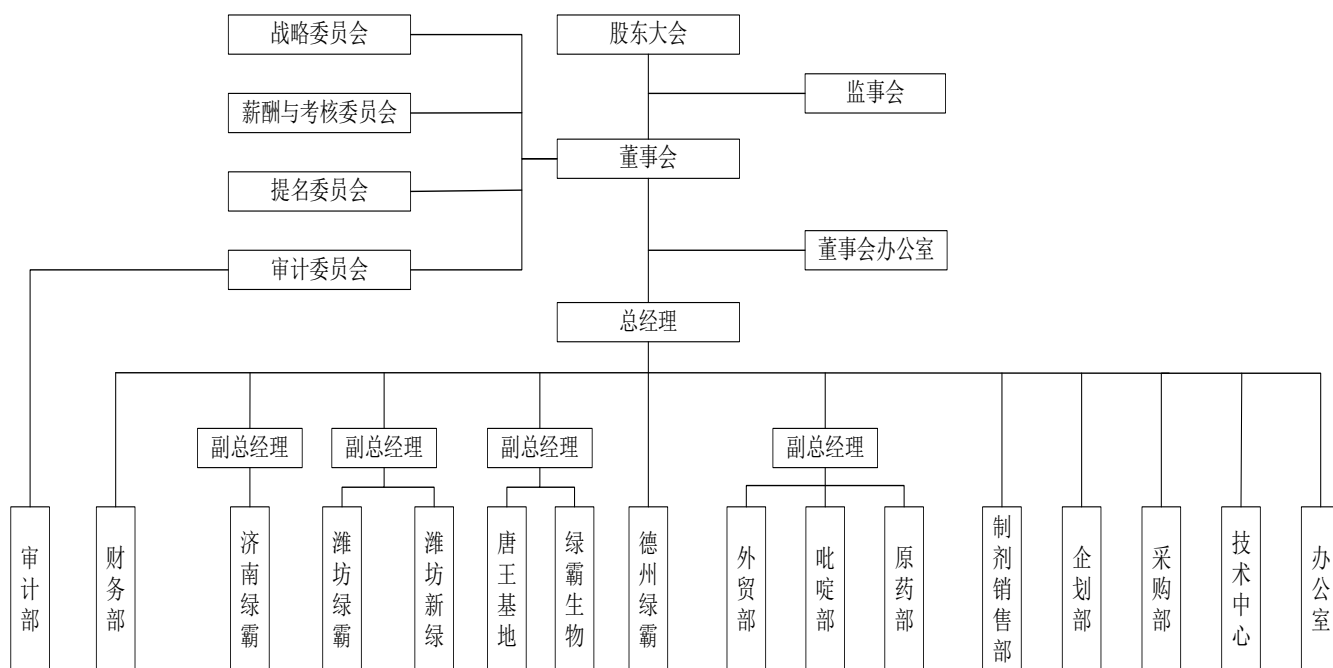 战略委员会
股东大会
监事会
薪酬与考核委员会
董事会
提名委员会
董事会办公室
审计委员会
总经理
副总经理
副总经理
副总经理
副总经理
审计部
财务部
济南绿霸
潍坊绿霸
潍坊新绿
唐王基地
绿霸生物
德州绿霸
外贸部
吡啶部
原药部
制剂销售部
企划部
采购部
技术中心
办公室